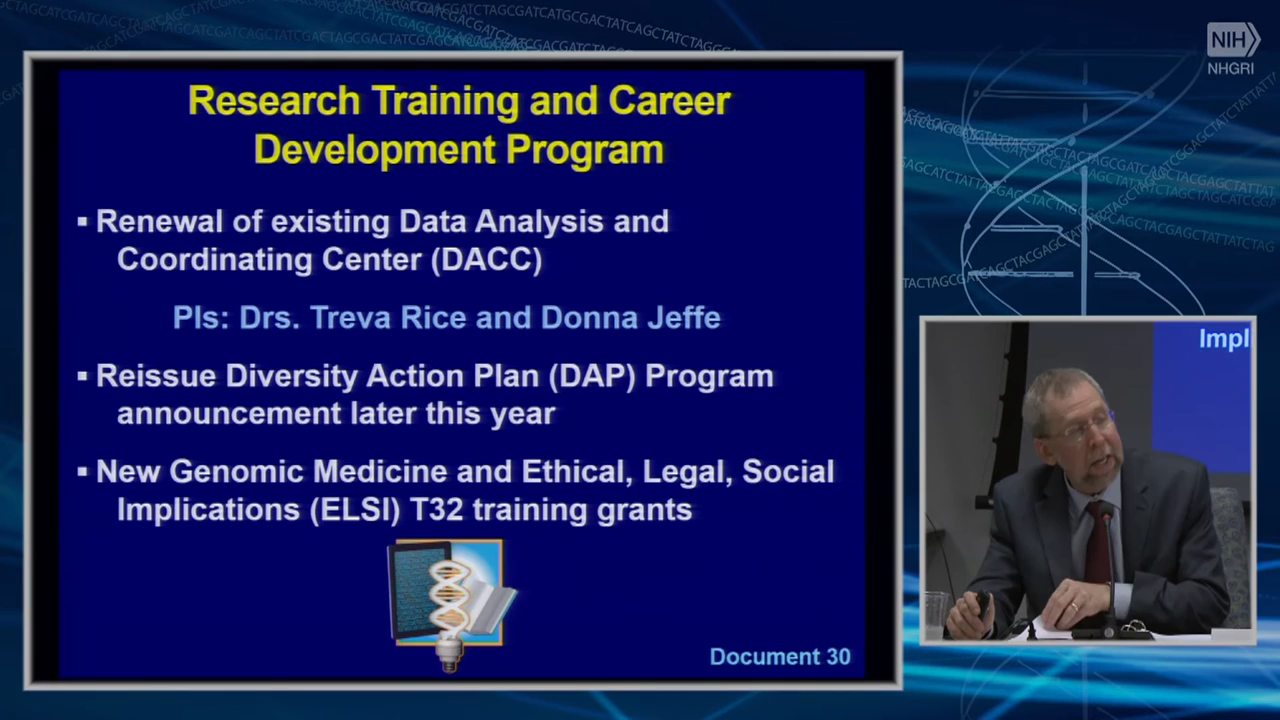 NIH
NHGRI
Research Training and Career
Development Program
▪ Renewal of existing Data Analysis and
Coordinating Center (DACC)
PIs: Drs. Treva Rice and Donna Jeffe
▪ Reissue Diversity Action Plan (DAP) Program
announcement later this year
▪ New Genomic Medicine and Ethical, Legal, Social
Implications (ELSI) T32 training grants
Document 30
Impl